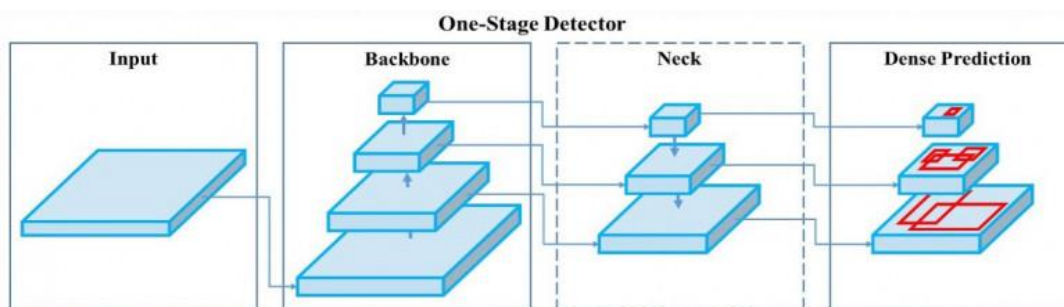 One-Stage Detector
Input
Backbone
Neck
Dense Prediction